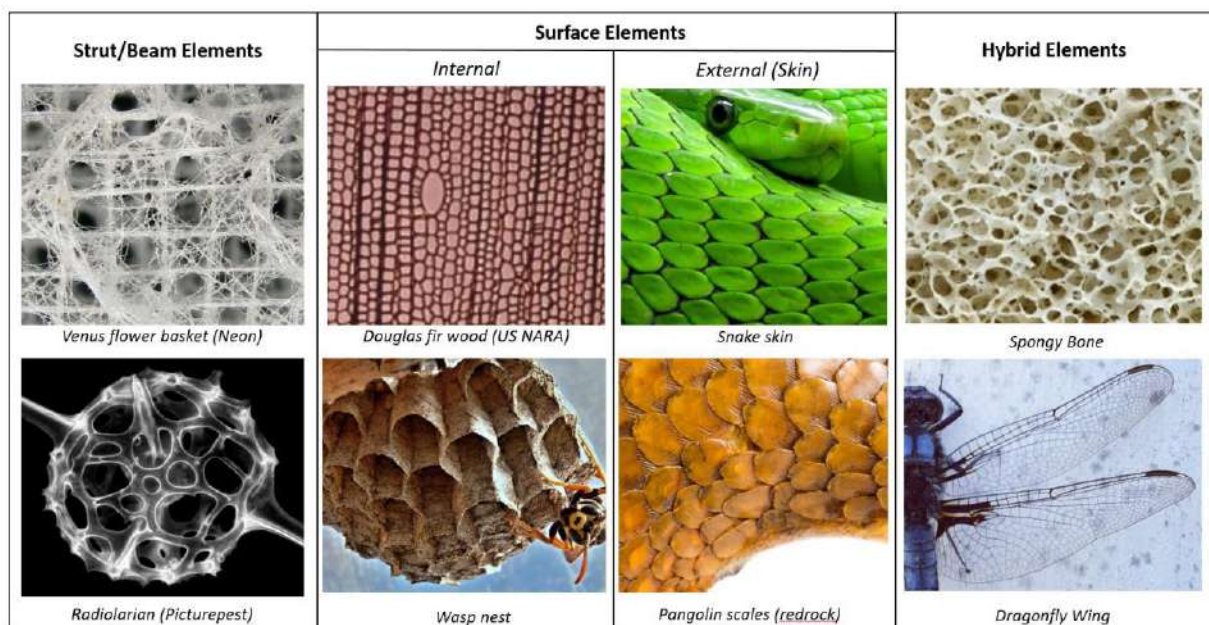 Strut/Beam Elements
Surface Elements
Hybrid Elements
Internal
External (Skin)
Venus flower basket (Neon)
Douglas fir wood (US NARA)
Snake skin
Spongy Bone
Radiolarian (Picturepest)
Wasp nest
Pangolin scales (redrock)
Dragonfly Wing